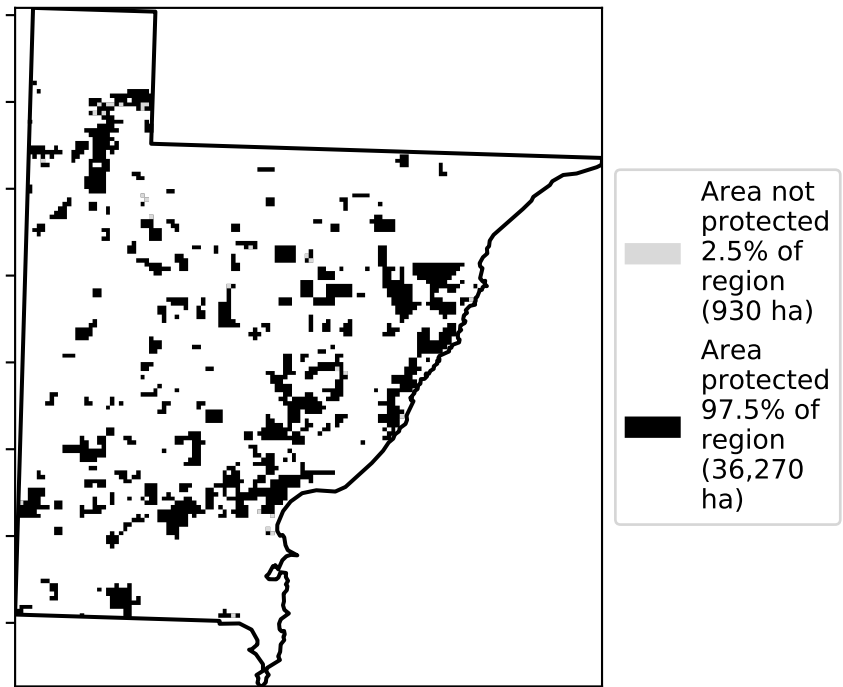 Area not
protected
2.5% of
region
(930 ha)
Area
protected
97.5% of
region
(36,270
ha)